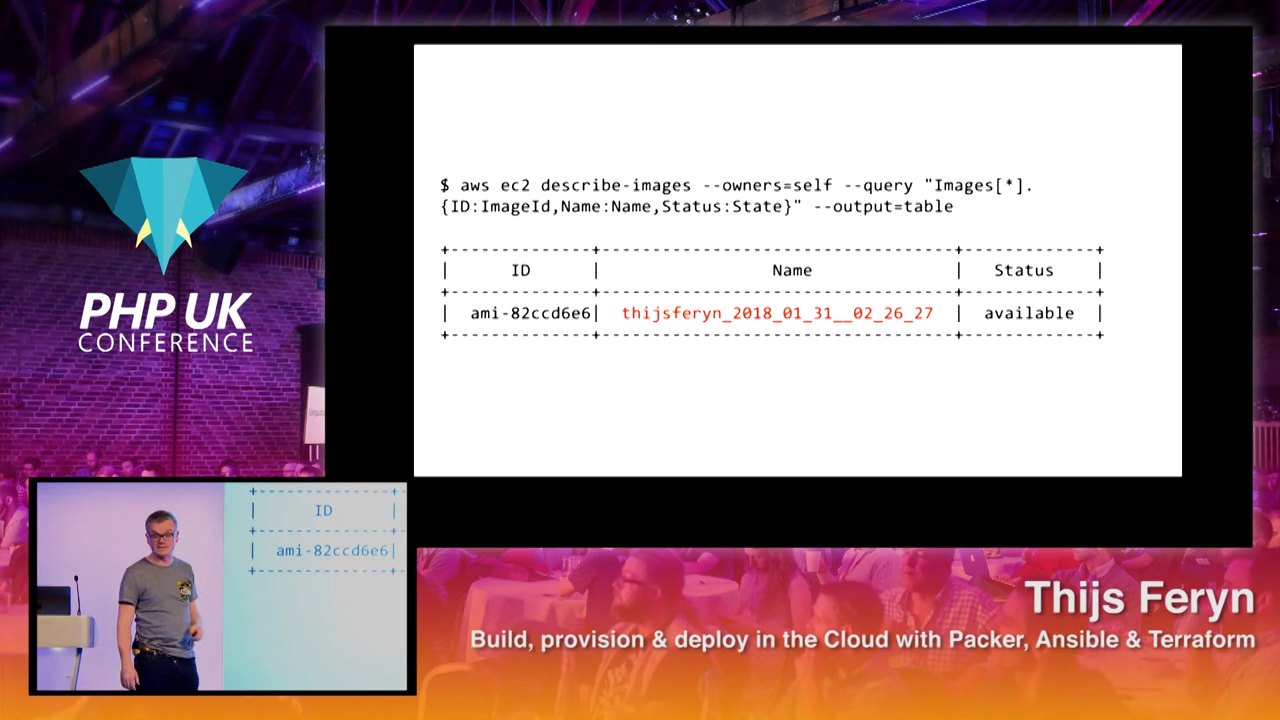 $ aws ec2 describe-images --owners=self --query "Images[*].
{ID:ImageId,Name:Name,Status:State}" --output=table
+---------------+------------------------------------+--------------+
| ID | Name | Status |
+---------------+------------------------------------+--------------+
| ami-82ccd6e6| thijsferyn_2018_01_31__02_26_27 | available |
+---------------+------------------------------------+--------------+
PHP UK
CONFERENCE
+--------------+
| ID |
+--------------+
| ami-82ccd6e6|
+--------------+
Thijs Feryn
Build, provision & deploy in the Cloud with Packer, Ansible & Terraform